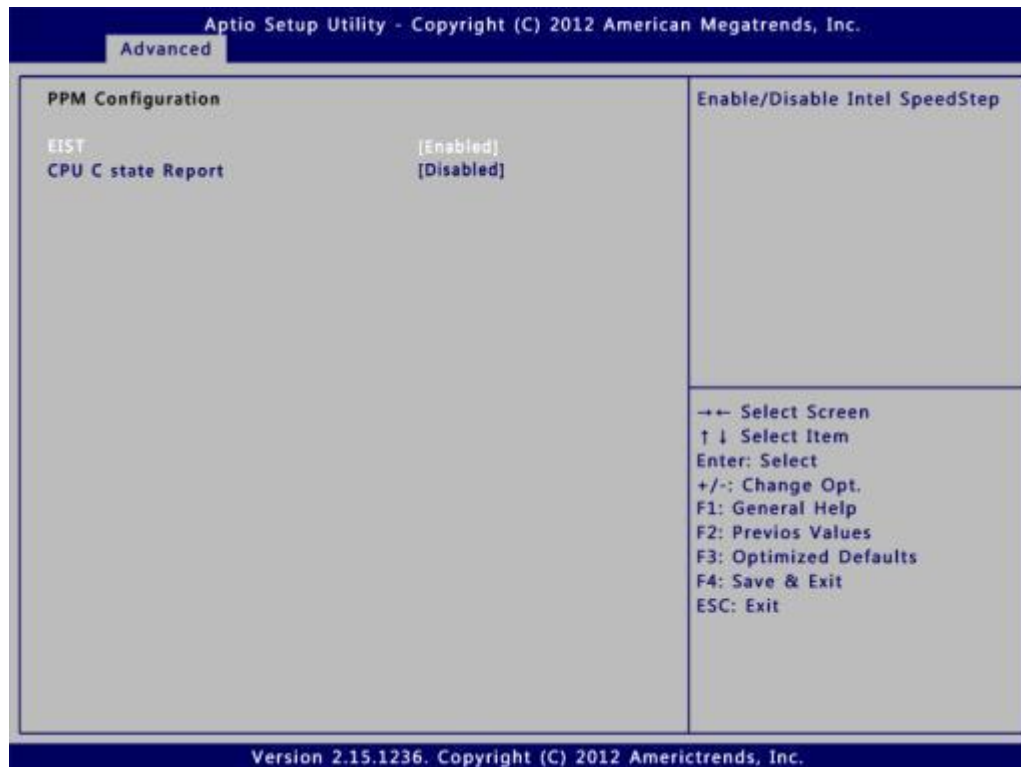 Aptio Setup Utility - Copyright (C) 2012 American Megatrends, Inc.
Advanced
PPM Configuration
EIST [Enabled]
CPU C state Report [Disabled]
Enable/Disable Intel SpeedStep
→← Select Screen
↑↓ Select Item
Enter: Select
+/-: Change Opt.
F1: General Help
F2: Previos Values
F3: Optimized Defaults
F4: Save & Exit
ESC: Exit
Version 2.15.1236. Copyright (C) 2012 Americtrends, Inc.